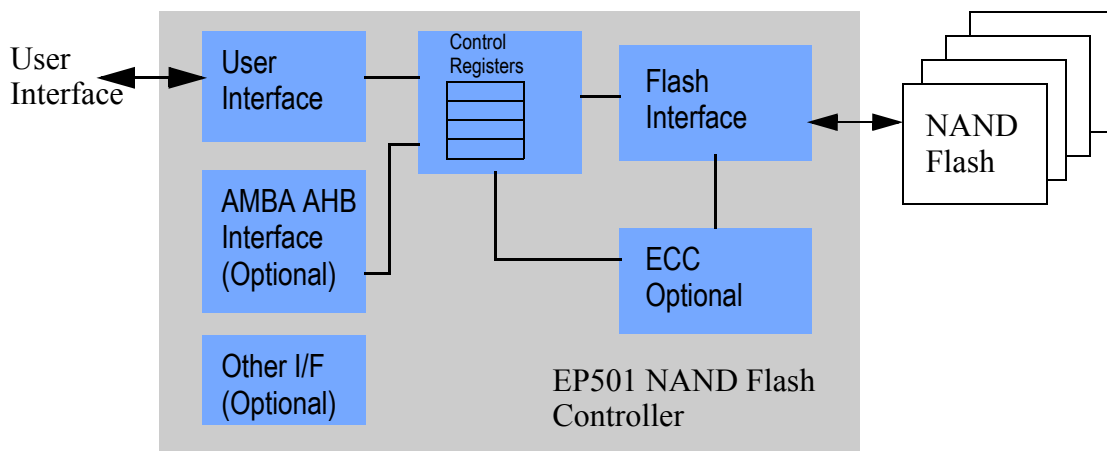 User
Interface
User
Interface
Control
Registers
Flash
Interface
NAND
Flash
AMBA AHB
Interface
(Optional)
ECC
Optional
Other I/F
(Optional)
EP501 NAND Flash
Controller